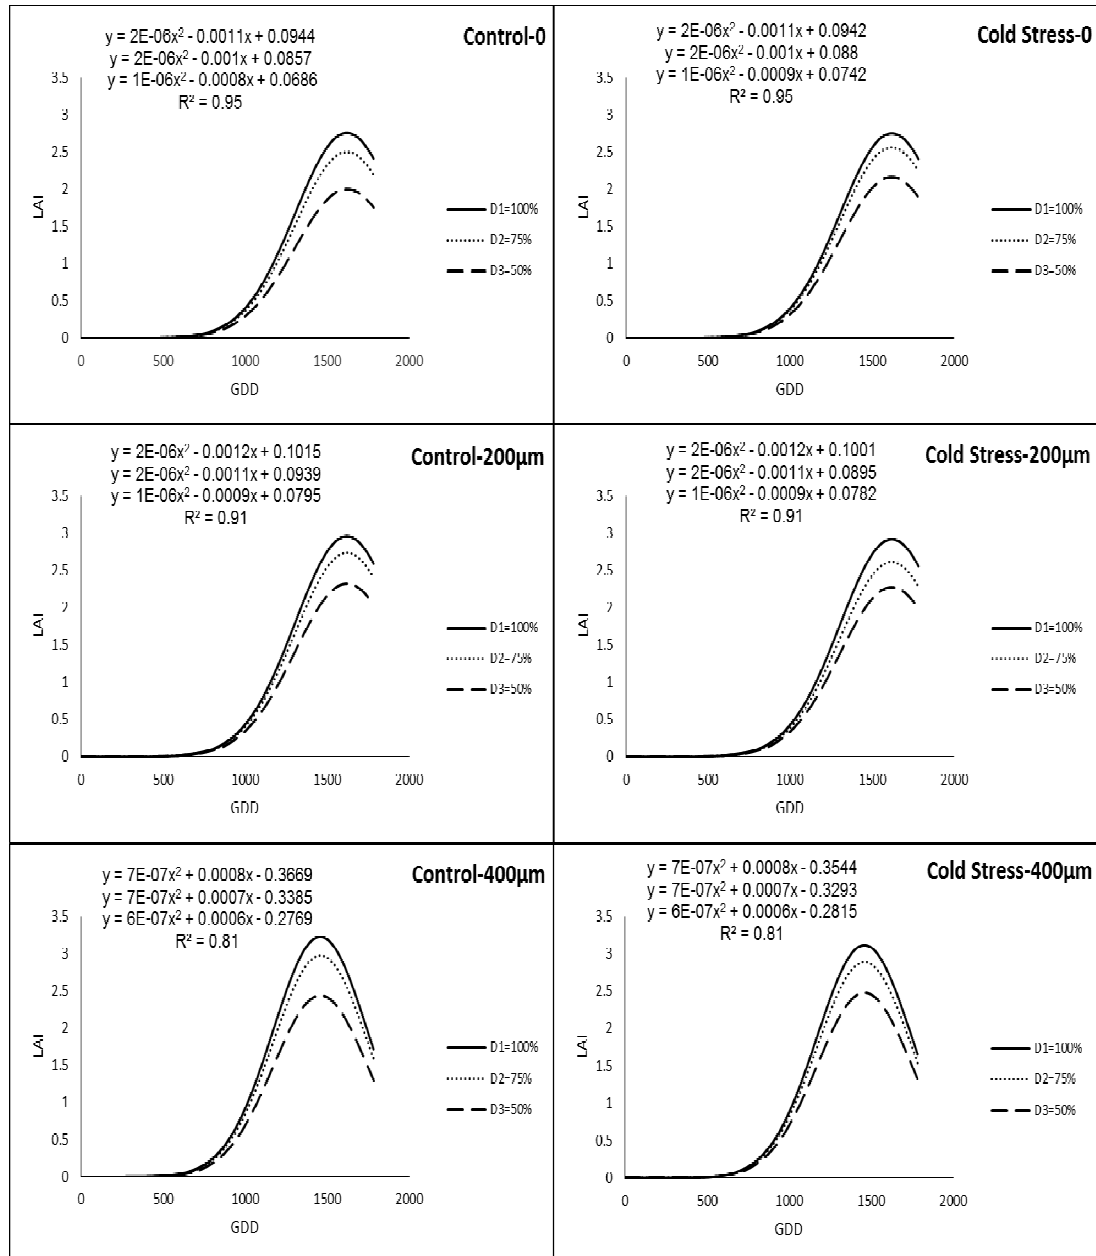 y = 2E-06x² - 0.0011x + 0.0944
y = 2E-06x² - 0.001x + 0.0857
y = 1E-06x² - 0.0008x + 0.0686
R² = 0.95
Control-0
3.5
3
2.5
2
1.5
1
0.5
0
LAI
0 500 1000 1500 2000
GDD
D1=100%
D2=75%
D3=50%
y = 2E-06x² - 0.0011x + 0.0942
y = 2E-06x² - 0.001x + 0.088
y = 1E-06x² - 0.0009x + 0.0742
R² = 0.95
Cold Stress-0
3.5
3
2.5
2
1.5
1
0.5
0
LAI
0 500 1000 1500 2000
GDD
D1=100%
D2=75%
D3=50%
y = 2E-06x² - 0.0012x + 0.1015
y = 2E-06x² - 0.0011x + 0.0939
y = 1E-06x² - 0.0009x + 0.0795
R² = 0.91
Control-200µm
3.5
3
2.5
2
1.5
1
0.5
0
LAI
0 500 1000 1500 2000
GDD
D1=100%
D2=75%
D3=50%
y = 2E-06x² - 0.0012x + 0.1001
y = 2E-06x² - 0.0011x + 0.0895
y = 1E-06x² - 0.0009x + 0.0782
R² = 0.91
Cold Stress-200µm
3.5
3
2.5
2
1.5
1
0.5
0
LAI
0 500 1000 1500 2000
GDD
D1=100%
D2=75%
D3=50%
y = 7E-07x² + 0.0008x - 0.3669
y = 7E-07x² + 0.0007x - 0.3385
y = 6E-07x² + 0.0006x - 0.2769
R² = 0.81
Control-400µm
3.5
3
2.5
2
1.5
1
0.5
0
LAI
0 500 1000 1500 2000
GDD
D1=100%
D2=75%
D3=50%
y = 7E-07x² + 0.0008x - 0.3544
y = 7E-07x² + 0.0007x - 0.3293
y = 6E-07x² + 0.0006x - 0.2815
R² = 0.81
Cold Stress-400µm
3.5
3
2.5
2
1.5
1
0.5
0
LAI
0 500 1000 1500 2000
GDD
D1=100%
D2=75%
D3=50%